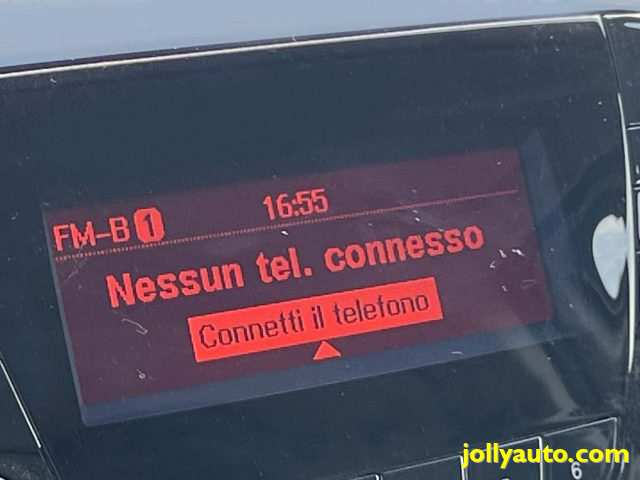 FM-B 1 16:55
Nessun tel. connesso
Connetti il telefono
6
jollyauto.com